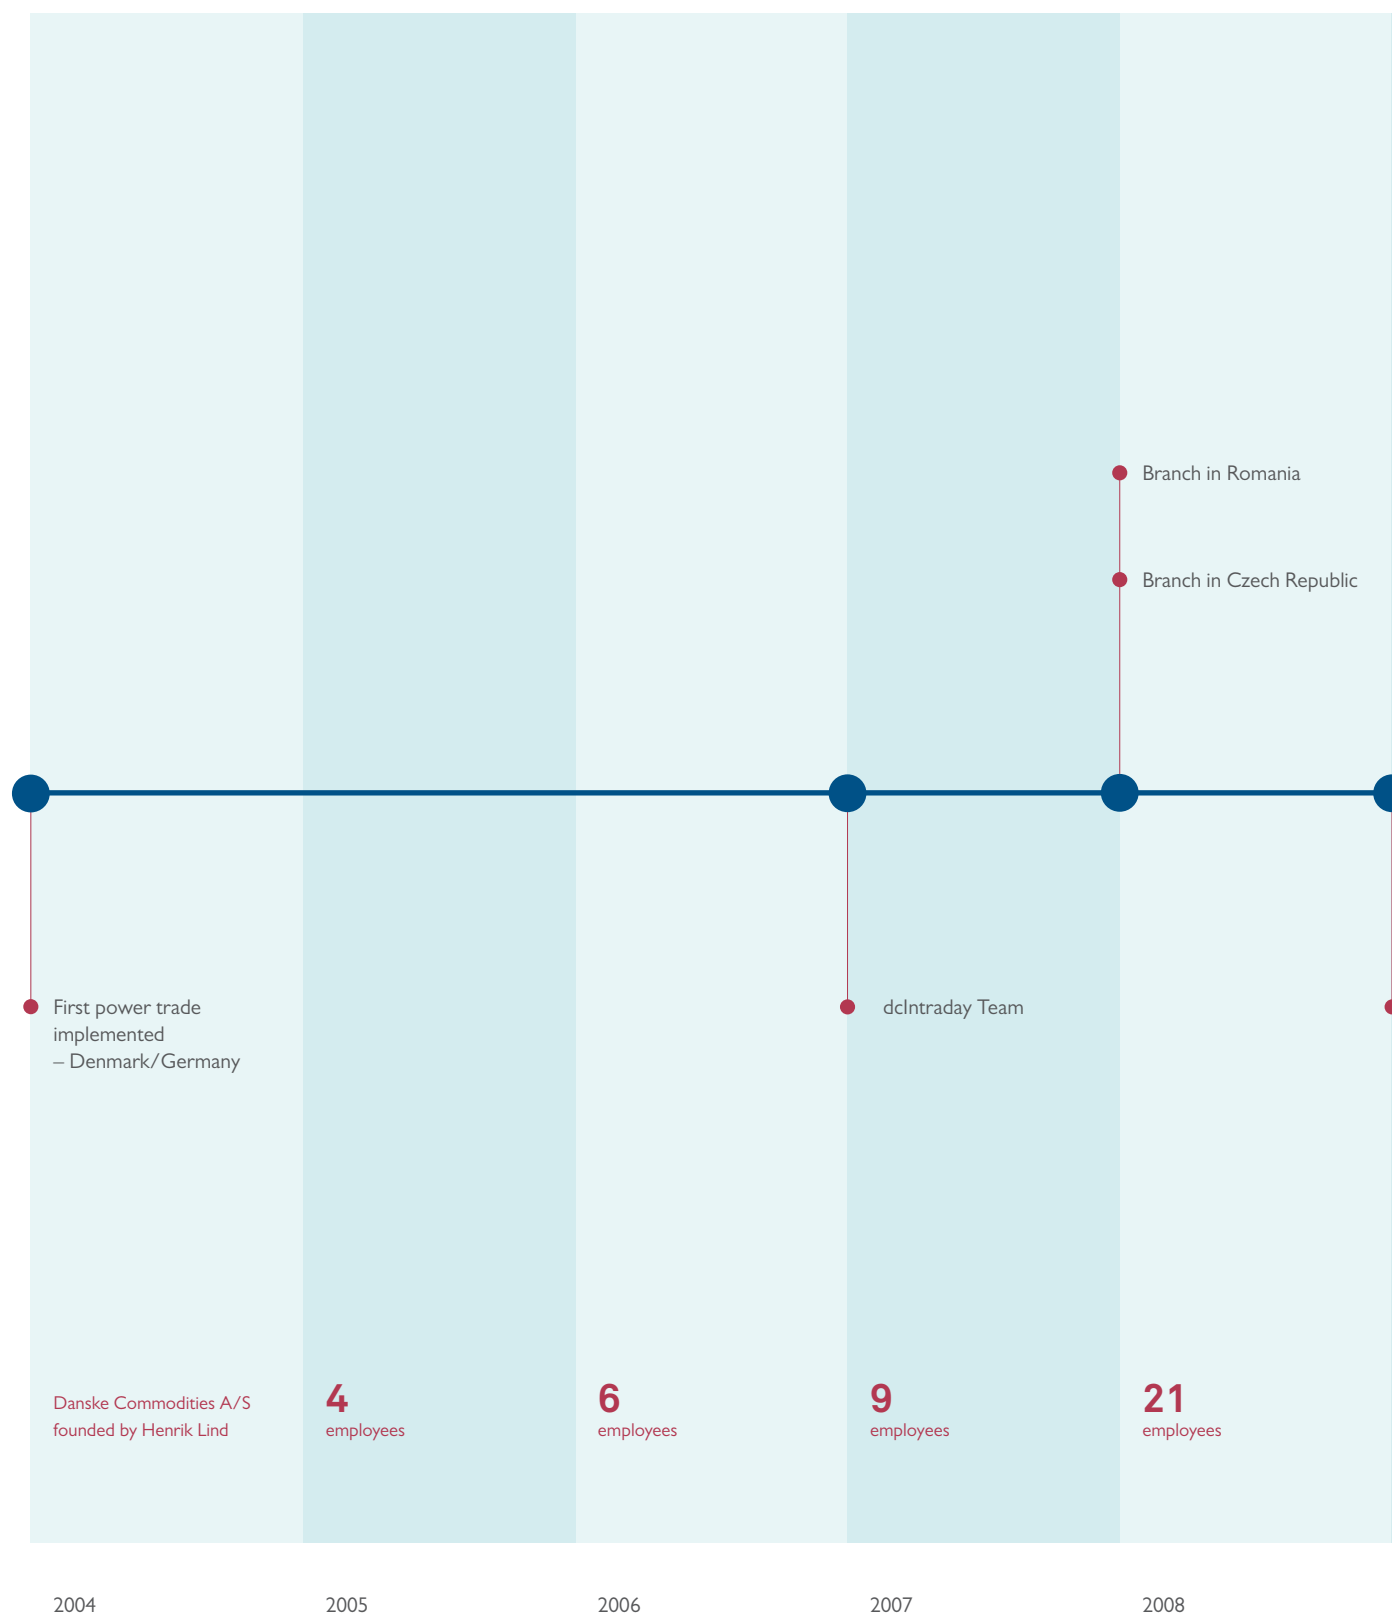 Branch in Romania
Branch in Czech Republic
First power trade
implemented
– Denmark/Germany
dcIntraday Team
Danske Commodities A/S
founded by Henrik Lind
4
employees
6
employees
9
employees
21
employees
2004
2005
2006
2007
2008